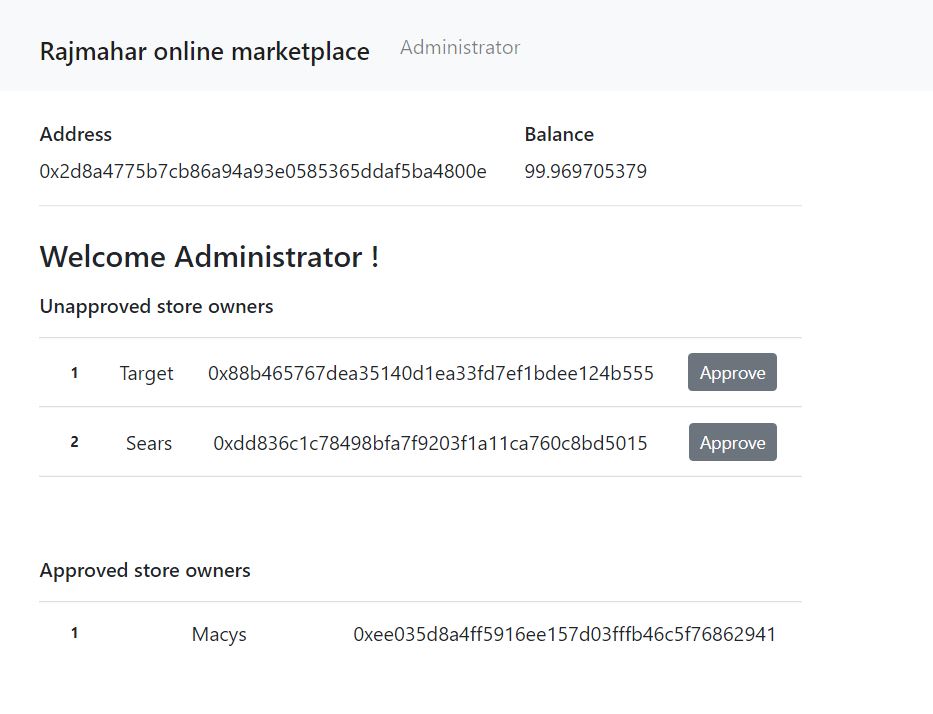 Rajmahar online marketplace Administrator
Address Balance
0x2d8a4775b7cb86a94a93e0585365ddaf5ba4800e 99.969705379
Welcome Administrator !
Unapproved store owners
1 Target 0x88b465767dea35140d1ea33fd7ef1bdee124b555 Approve
2 Sears 0xdd836c1c78498bfa7f9203f1a11ca760c8bd5015 Approve
Approved store owners
1 Macys 0xee035d8a4ff5916ee157d03fffb46c5f76862941